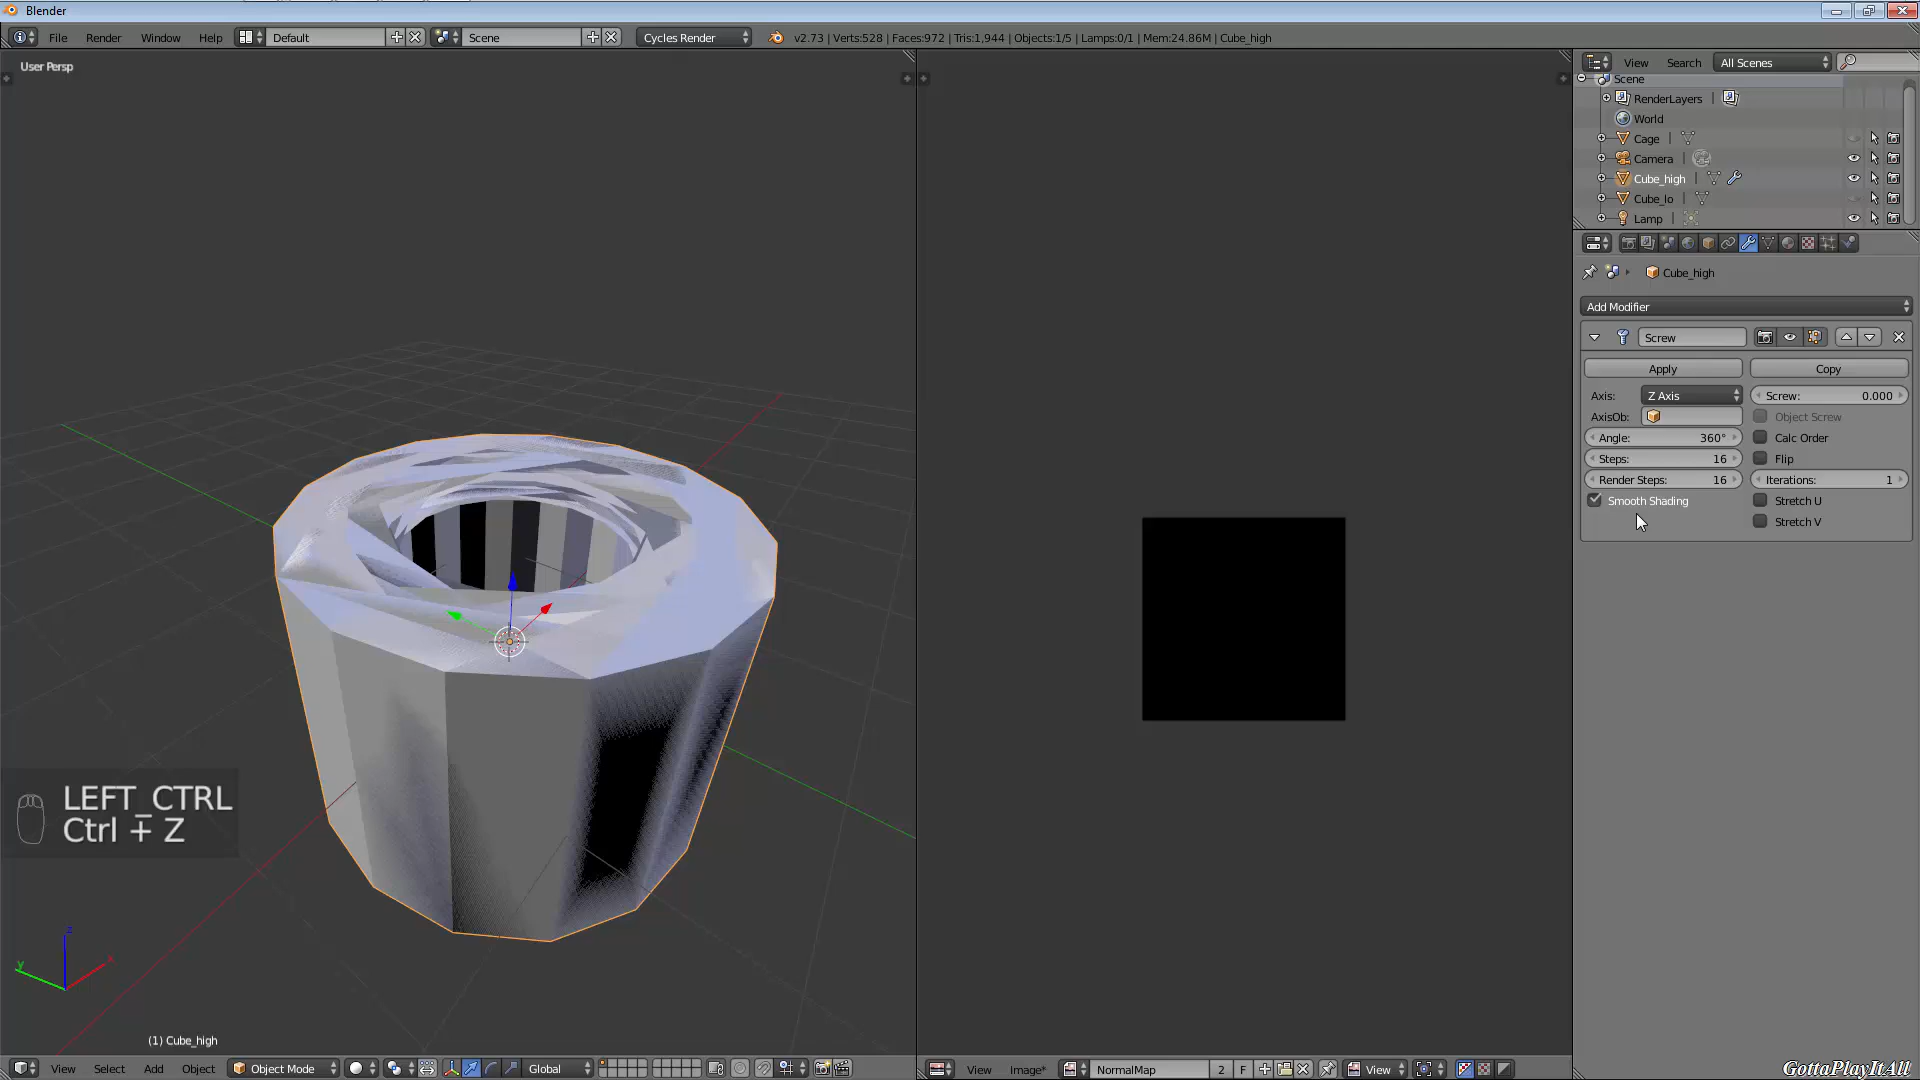 Blender
File Render Window Help Default Scene Cycles Render v2.73 | Verts:528 | Faces:972 | Tris:1,944 | Objects:1/5 | Lamps:0/1 | Mem:24.86M | Cube_high
User Persp
View Search All Scenes
Scene
RenderLayers
World
Cage
Camera
Cube_high
Cube_lo
Lamp
Cube_high
Add Modifier
Screw
Apply Copy
Axis: Z Axis Screw: 0.000
AxisOb: Object Screw
Angle: 360° Calc Order
Steps: 16 Flip
Render Steps: 16 Iterations: 1
Smooth Shading Stretch U
Stretch V
LEFT_CTRL
Ctrl + Z
z
y x
(1) Cube_high
View Select Add Object Object Mode Global View Image* NormalMap 2 F View
GottaPlayItAll